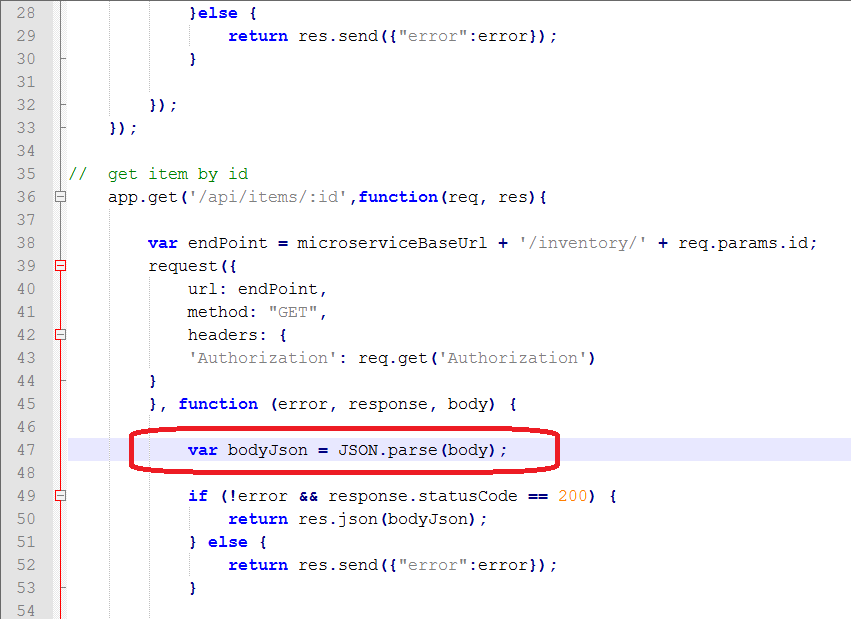 28 }else {
29 return res.send({"error":error});
30 }
31
32 });
33 });
34
35 // get item by id
36 app.get('/api/items/:id',function(req, res){
37
38 var endPoint = microserviceBaseUrl + '/inventory/' + req.params.id;
39 request({
40 url: endPoint,
41 method: "GET",
42 headers: {
43 'Authorization': req.get('Authorization')
44 }
45 }, function (error, response, body) {
46
47 var bodyJson = JSON.parse(body);
48
49 if (!error && response.statusCode == 200) {
50 return res.json(bodyJson);
51 } else {
52 return res.send({"error":error});
53 }
54